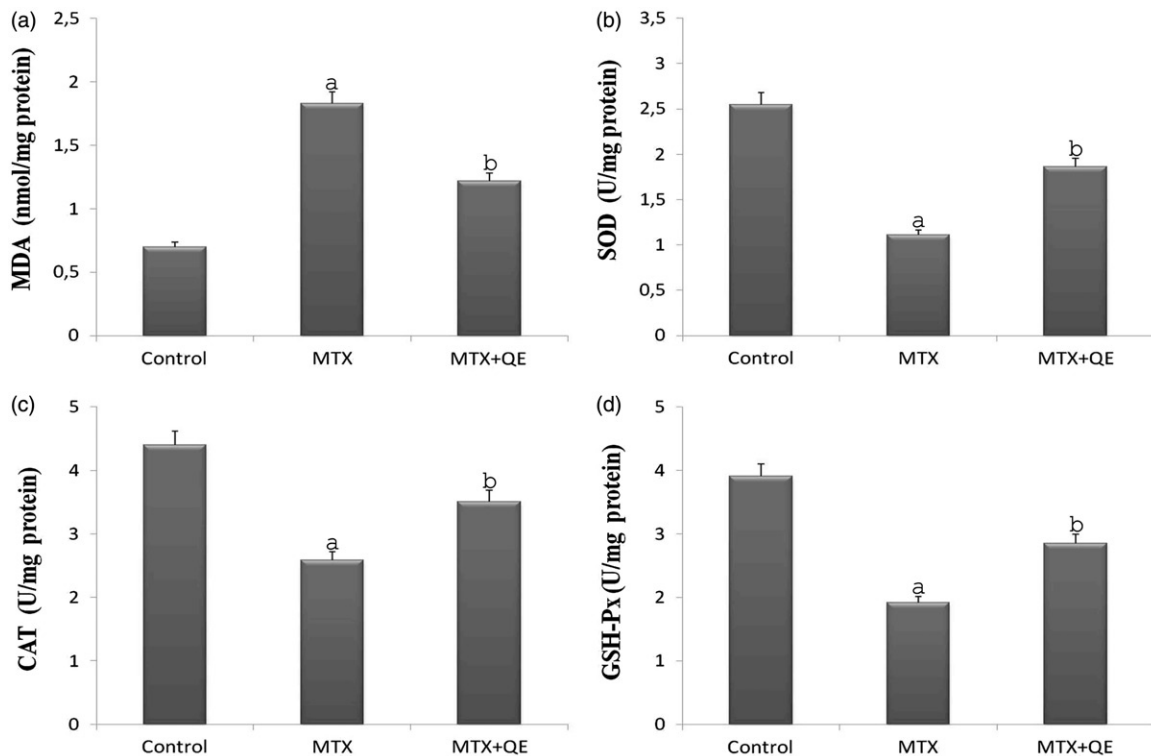 (a)
MDA (nmol/mg protein)
2,5
2
1,5
1
0,5
0
a
b
Control MTX MTX+QE
(b)
SOD (U/mg protein)
3,5
3
2,5
2
1,5
1
0,5
0
a
b
Control MTX MTX+QE
(c)
CAT (U/mg protein)
5
4
3
2
1
0
a
b
Control MTX MTX+QE
(d)
GSH-Px (U/mg protein)
5
4
3
2
1
0
a
b
Control MTX MTX+QE